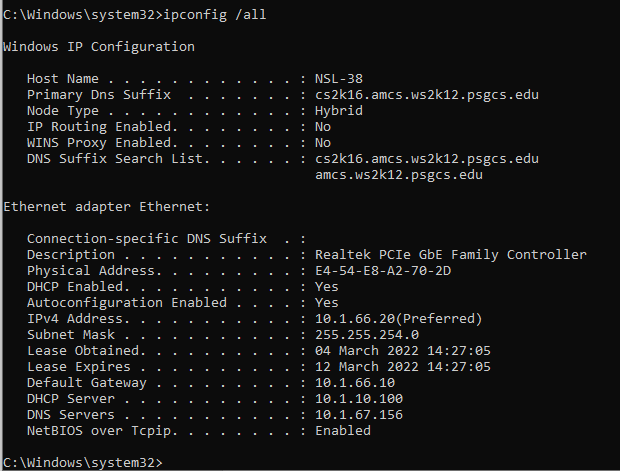 C:\Windows\system32>ipconfig /all
Windows IP Configuration
Host Name . . . . . . . . . . . . : NSL-38
Primary Dns Suffix  . . . . . . . : cs2k16.amcs.ws2k12.psgcs.edu
Node Type . . . . . . . . . . . . : Hybrid
IP Routing Enabled. . . . . . . . : No
WINS Proxy Enabled. . . . . . . . : No
DNS Suffix Search List. . . . . . : cs2k16.amcs.ws2k12.psgcs.edu
amcs.ws2k12.psgcs.edu
Ethernet adapter Ethernet:
Connection-specific DNS Suffix  . :
Description . . . . . . . . . . . : Realtek PCIe GbE Family Controller
Physical Address. . . . . . . . . : E4-54-E8-A2-70-2D
DHCP Enabled. . . . . . . . . . . : Yes
Autoconfiguration Enabled . . . . : Yes
IPv4 Address. . . . . . . . . . . : 10.1.66.20(Preferred)
Subnet Mask . . . . . . . . . . . : 255.255.254.0
Lease Obtained. . . . . . . . . . : 04 March 2022 14:27:05
Lease Expires . . . . . . . . . . : 12 March 2022 14:27:05
Default Gateway . . . . . . . . . : 10.1.66.10
DHCP Server . . . . . . . . . . . : 10.1.10.100
DNS Servers . . . . . . . . . . . : 10.1.67.156
NetBIOS over Tcpip. . . . . . . . : Enabled
C:\Windows\system32>